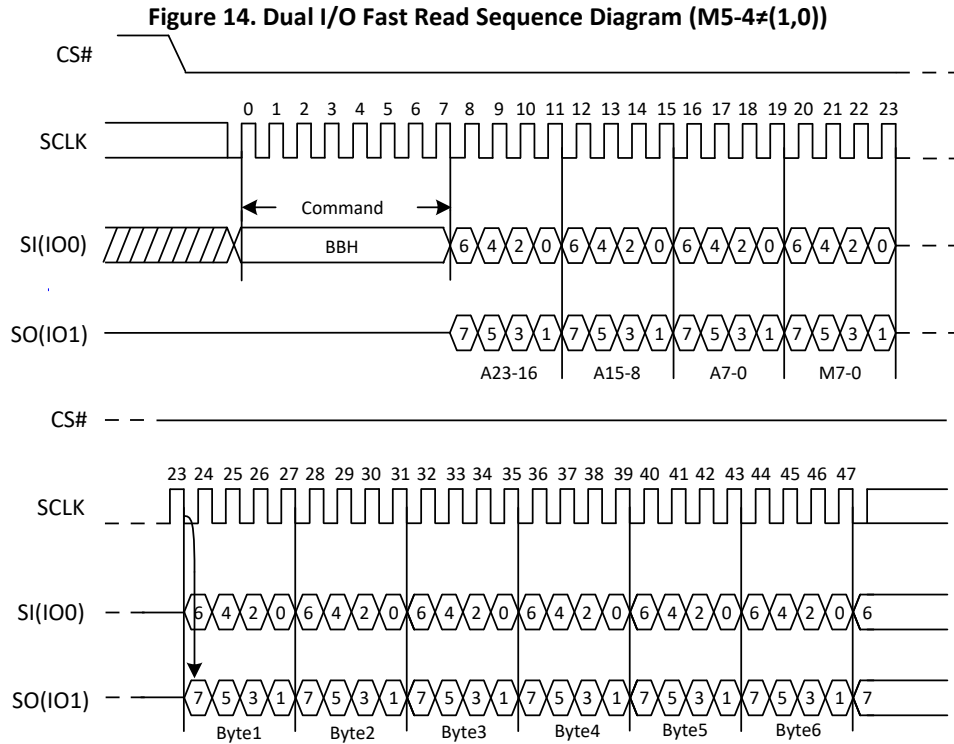 Figure 14. Dual I/O Fast Read Sequence Diagram (M5-4≠(1,0))
CS#
0 1 2 3 4 5 6 7 8 9 10 11 12 13 14 15 16 17 18 19 20 21 22 23
SCLK
Command
SI(IO0) BBH 6 4 2 0 6 4 2 0 6 4 2 0 6 4 2 0
SO(IO1) 7 5 3 1 7 5 3 1 7 5 3 1 7 5 3 1
A23-16 A15-8 A7-0 M7-0
CS#
23 24 25 26 27 28 29 30 31 32 33 34 35 36 37 38 39 40 41 42 43 44 45 46 47
SCLK
SI(IO0) 6 4 2 0 6 4 2 0 6 4 2 0 6 4 2 0 6 4 2 0 6 4 2 0 6
SO(IO1) 7 5 3 1 7 5 3 1 7 5 3 1 7 5 3 1 7 5 3 1 7 5 3 1 7
Byte1 Byte2 Byte3 Byte4 Byte5 Byte6